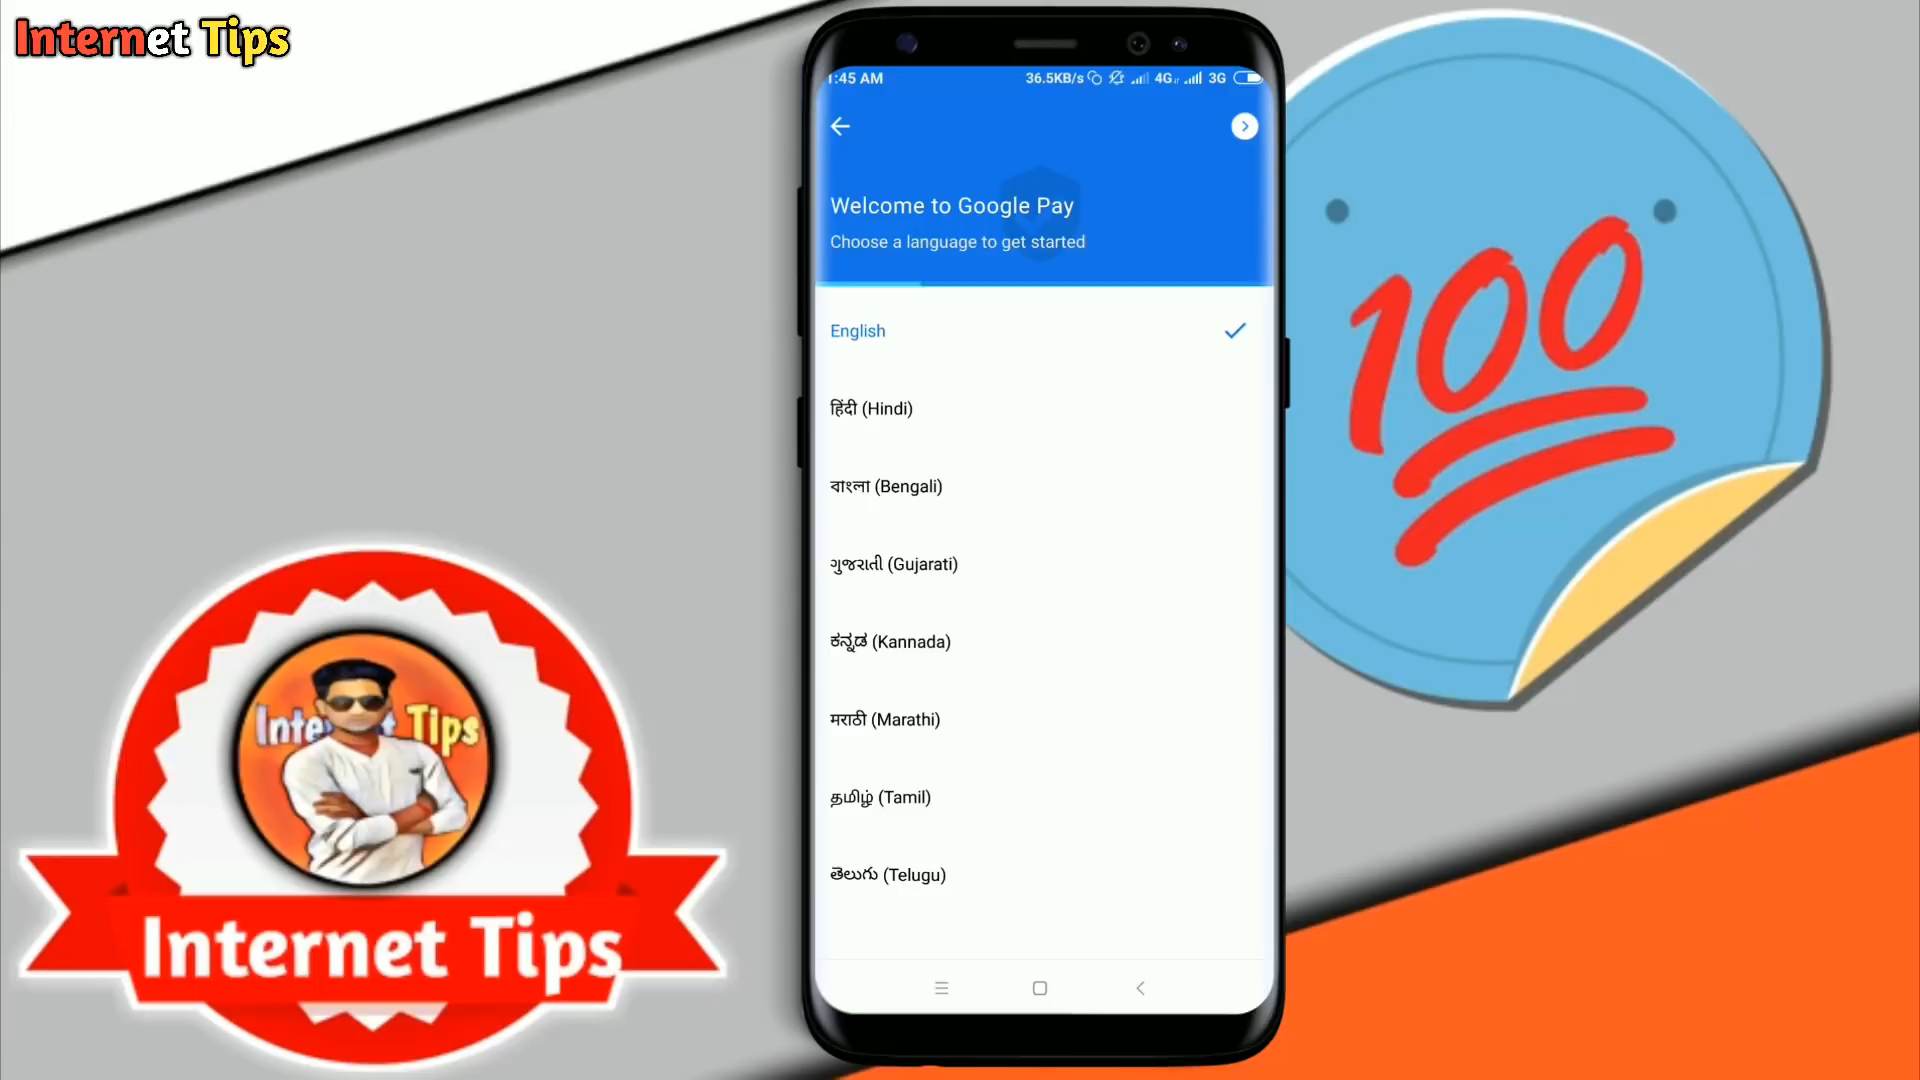 Internet Tips
1:45 AM 36.5KB/s 4G 3G
Welcome to Google Pay
Choose a language to get started
English
हिंदी (Hindi)
বাংলা (Bengali)
ગુજરાતી (Gujarati)
ಕನ್ನಡ (Kannada)
मराठी (Marathi)
தமிழ் (Tamil)
తెలుగు (Telugu)
100
Tips
Internet Tips